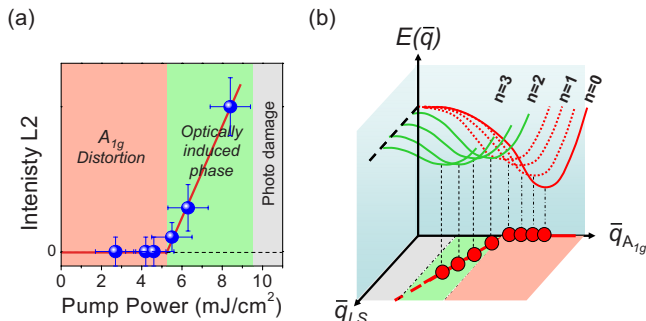 (a)
Intenisty L2
0
A1g
Distortion
Optically
induced
phase
Photo damage
0 2 4 6 8 10
Pump Power (mJ/cm²)
(b)
E(q̄)
n=3
n=2
n=1
n=0
q̄A1g
q̄LS